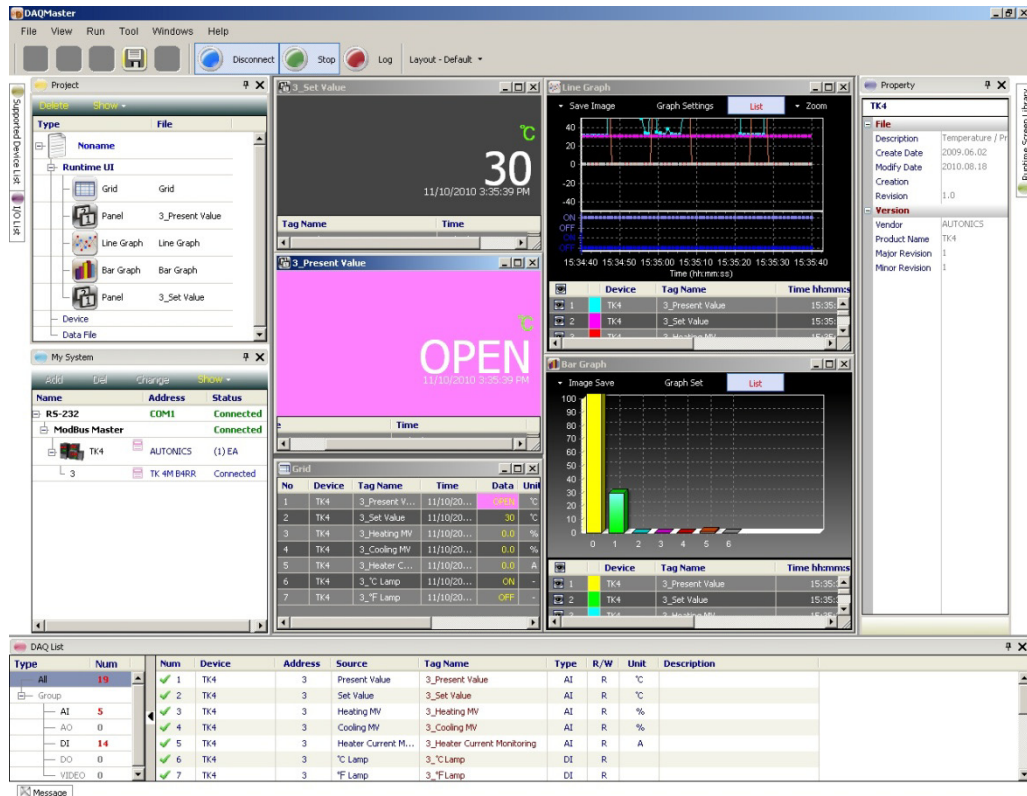 DAQMaster
File View Run Tool Windows Help
Disconnect Stop Log Layout - Default
Supported Device List
I/O List
Project
Delete Show
Type File
Noname
Runtime UI
Grid Grid
Panel 3_Present Value
Line Graph Line Graph
Bar Graph Bar Graph
Panel 3_Set Value
Device
Data File
My System
Add Del Change Show
Name Address Status
RS-232 COM1 Connected
ModBus Master Connected
TK4 AUTONICS (1) EA
3 TK 4M B4RR Connected
3_Set Value
℃
30
11/10/2010 3:35:39 PM
Tag Name Time
3_Present Value
℃
OPEN
11/10/2010 3:35:39 PM
e Time
Grid
No Device Tag Name Time Data Unit
1 TK4 3_Present V... 11/10/20... OPEN ℃
2 TK4 3_Set Value 11/10/20... 30 ℃
3 TK4 3_Heating MV 11/10/20... 0.0 %
4 TK4 3_Cooling MV 11/10/20... 0.0 %
5 TK4 3_Heater C... 11/10/20... 0.0 A
6 TK4 3_℃ Lamp 11/10/20... ON -
7 TK4 3_℉ Lamp 11/10/20... OFF -
Line Graph
Save Image Graph Settings List Zoom
40
20
0
-20
-40
ON
OFF
ON
OFF
15:34:40 15:34:50 15:35:00 15:35:10 15:35:20 15:35:30 15:35:40
Time (hh:mm:ss)
Device Tag Name Time hh:mm:s
1 TK4 3_Present Value 15:35:
2 TK4 3_Set Value 15:35:
3 TK4 3_Heating MV 15:35:
Bar Graph
Image Save Graph Set List
100
90
80
70
60
50
40
30
20
10
0
0 1 2 3 4 5 6
Device Tag Name Time hh:mm:s
1 TK4 3_Present Value 15:35:
2 TK4 3_Set Value 15:35:
3 TK4 3_Heating MV 15:35:
Property
TK4
File
Description Temperature / Pr
Create Date 2009.06.02
Modify Date 2010.08.18
Creation
Revision 1.0
Version
Vendor AUTONICS
Product Name TK4
Major Revision 1
Minor Revision 1
Runtime Screen Library
DAQ List
Type Num
All 19
Group
AI 5
AO 0
DI 14
DO 0
VIDEO 0
Num Device Address Source Tag Name Type R/W Unit Description
1 TK4 3 Present Value 3_Present Value AI R ℃
2 TK4 3 Set Value 3_Set Value AI R ℃
3 TK4 3 Heating MV 3_Heating MV AI R %
4 TK4 3 Cooling MV 3_Cooling MV AI R %
5 TK4 3 Heater Current M... 3_Heater Current Monitoring AI R A
6 TK4 3 ℃ Lamp 3_℃ Lamp DI R
7 TK4 3 ℉ Lamp 3_℉ Lamp DI R
Message